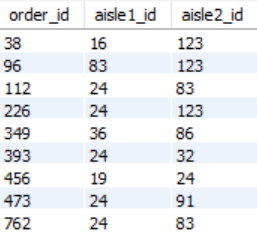 order_id aisle1_id aisle2_id
38 16 123
96 83 123
112 24 83
226 24 123
349 36 86
393 24 32
456 19 24
473 24 91
762 24 83